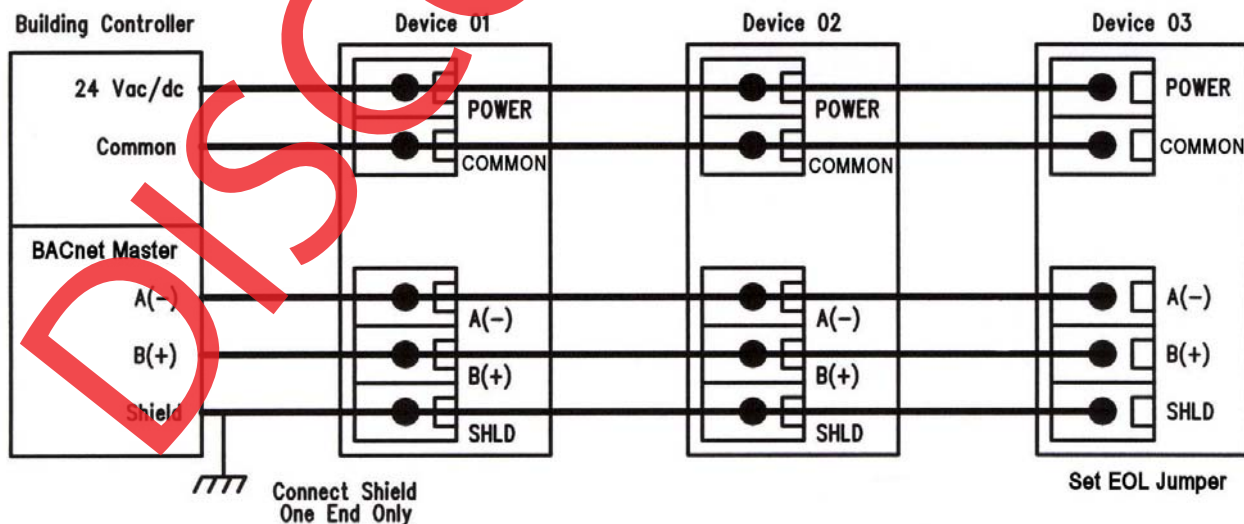 Building Controller
Device 01
Device 02
Device 03
24 Vac/dc
POWER
POWER
POWER
Common
COMMON
COMMON
COMMON
BACnet Master
A(-)
A(-)
A(-)
A(-)
B(+)
B(+)
B(+)
B(+)
Shield
SHLD
SHLD
SHLD
Connect Shield
One End Only
Set EOL Jumper
DISC